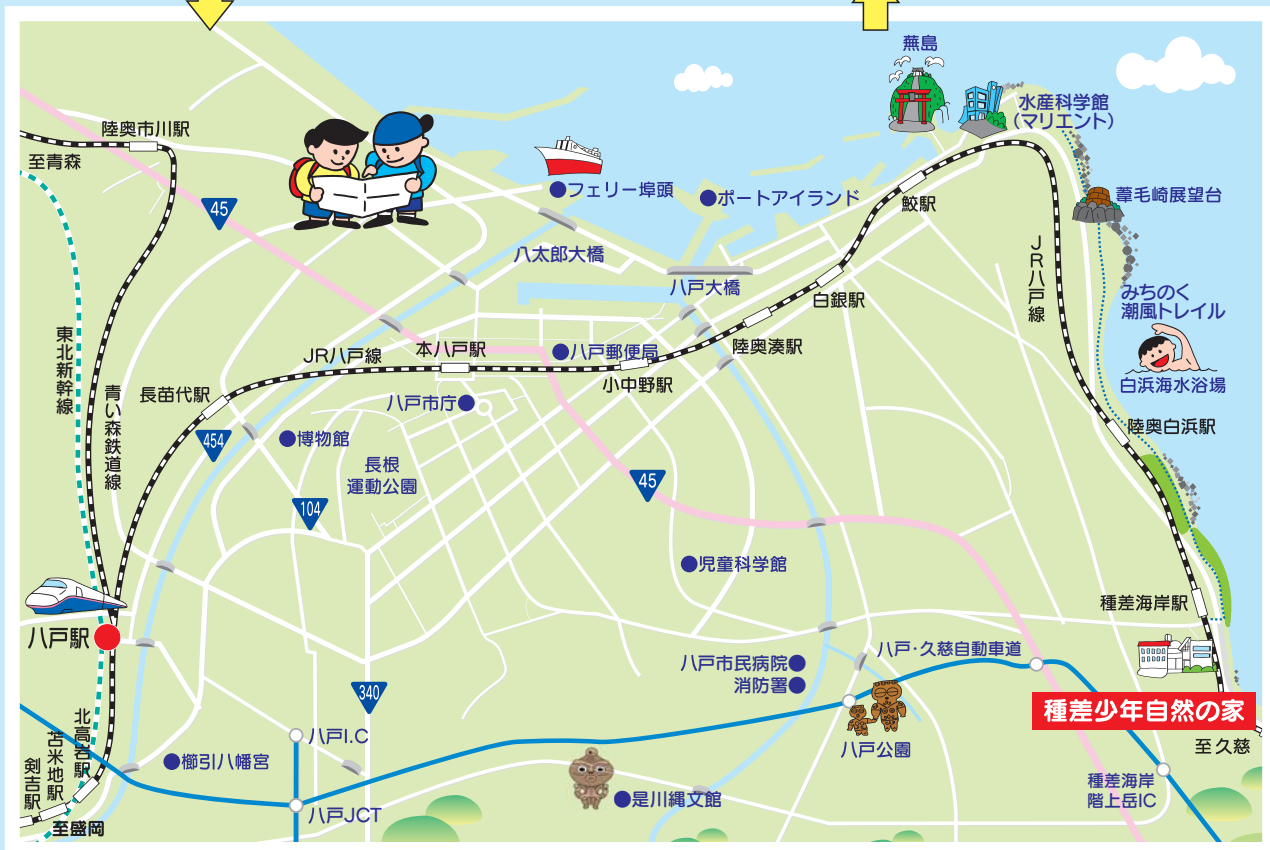 蕪島
水産科学館
（マリエント）
陸奥市川駅
至青森
45
フェリー埠頭
ポートアイランド
鮫駅
葦毛崎展望台
八太郎大橋
八戸大橋
白銀駅
JR八戸線
みちのく
潮風トレイル
白浜海水浴場
東北新幹線
青い森鉄道線
JR八戸線
本八戸駅
八戸郵便局
小中野駅
陸奥湊駅
長苗代駅
八戸市庁
陸奥白浜駅
454
博物館
長根
運動公園
104
45
児童科学館
種差海岸駅
八戸駅
八戸市民病院
消防署
八戸・久慈自動車道
340
種差少年自然の家
至久慈
北高岩駅
苫米地駅
剣吉駅
至盛岡
櫛引八幡宮
八戸I.C
八戸JCT
是川縄文館
八戸公園
種差海岸
階上岳IC